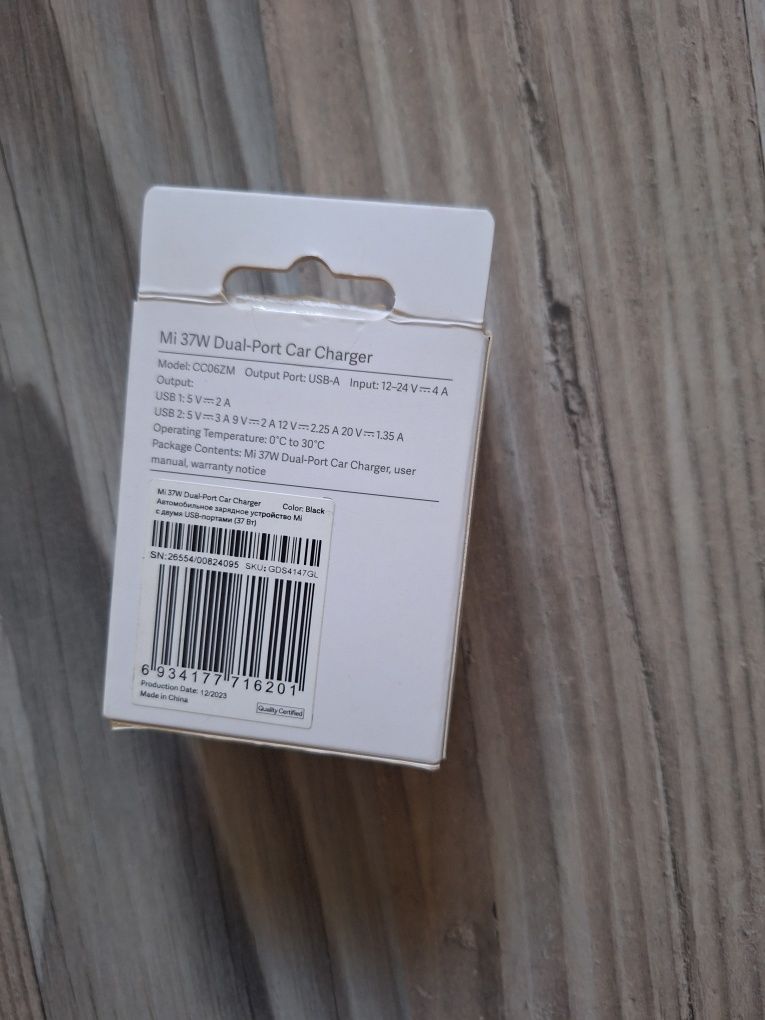 Mi 37W Dual-Port Car Charger
Model: CC06ZM Output Port: USB-A Input: 12–24 V⎓4 A
Output:
USB 1: 5 V⎓2 A
USB 2: 5 V⎓3 A 9 V⎓2 A 12 V⎓2.25 A 20 V⎓1.35 A
Operating Temperature: 0°C to 30°C
Package Contents: Mi 37W Dual-Port Car Charger, user
manual, warranty notice
Mi 37W Dual-Port Car Charger Color: Black
Автомобильное зарядное устройство Mi
с двумя USB-портами (37 Вт)
SN:26554/00824095 SKU: GDS4147GL
6 934177 716201
Production Date: 12/2023
Made in China
Quality Certified